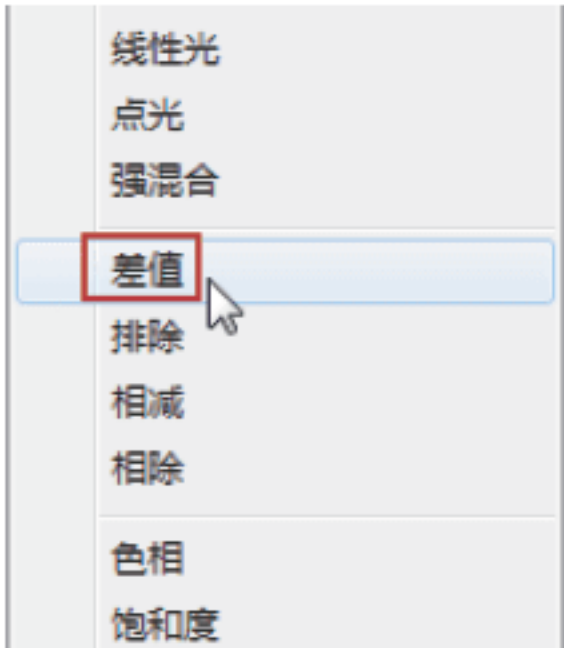 线性光
点光
强混合
差值
排除
相减
相除
色相
饱和度